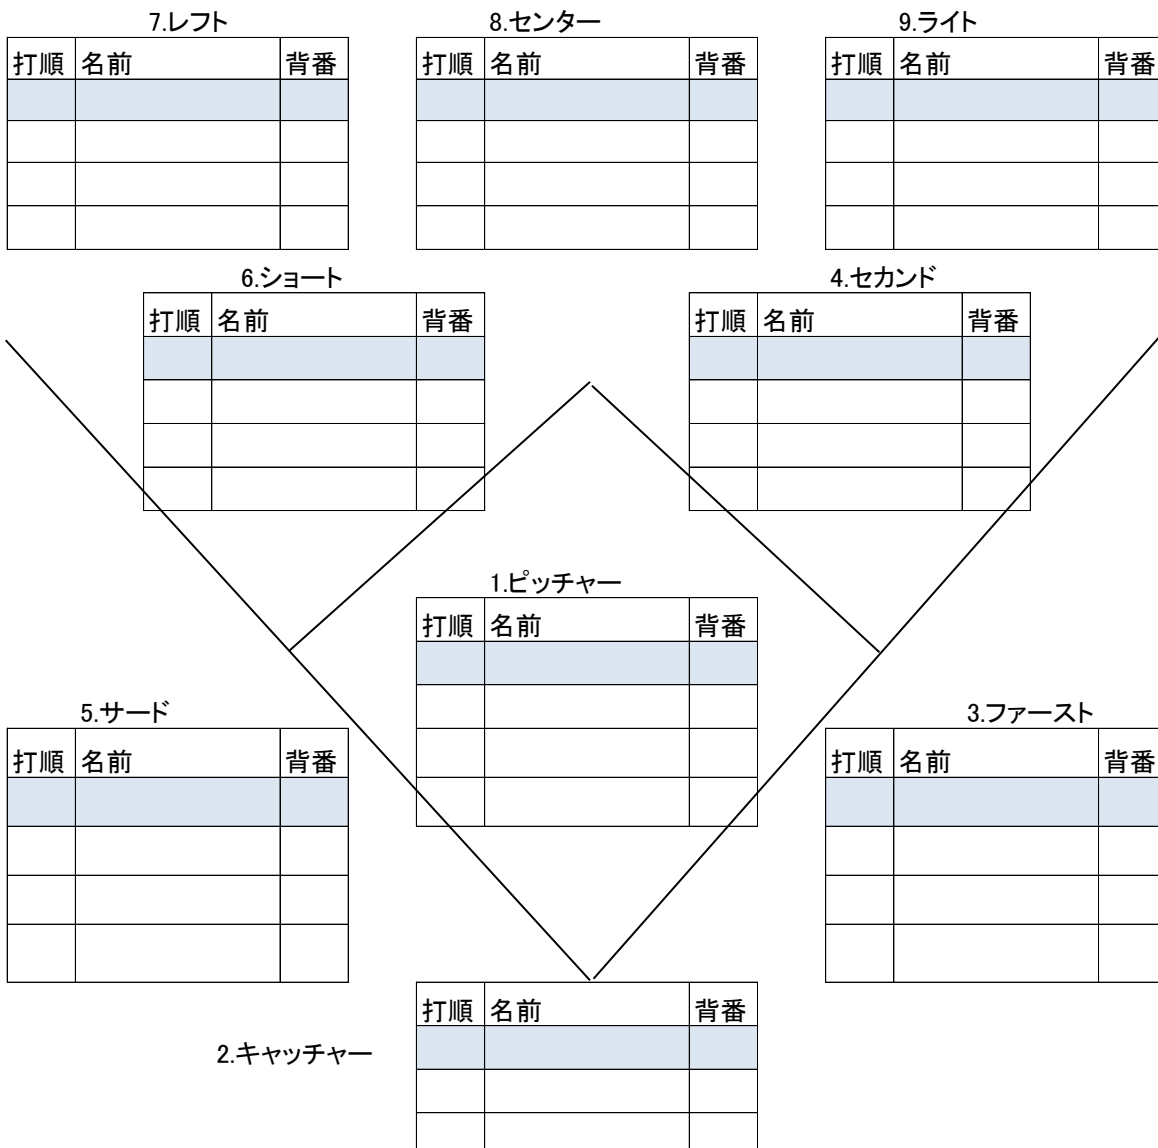 7.レフト
8.センター
9.ライト
打順 名前 背番
打順 名前 背番
打順 名前 背番
6.ショート
4.セカンド
打順 名前 背番
打順 名前 背番
1.ピッチャー
打順 名前 背番
5.サード
3.ファースト
打順 名前 背番
打順 名前 背番
打順 名前 背番
2.キャッチャー